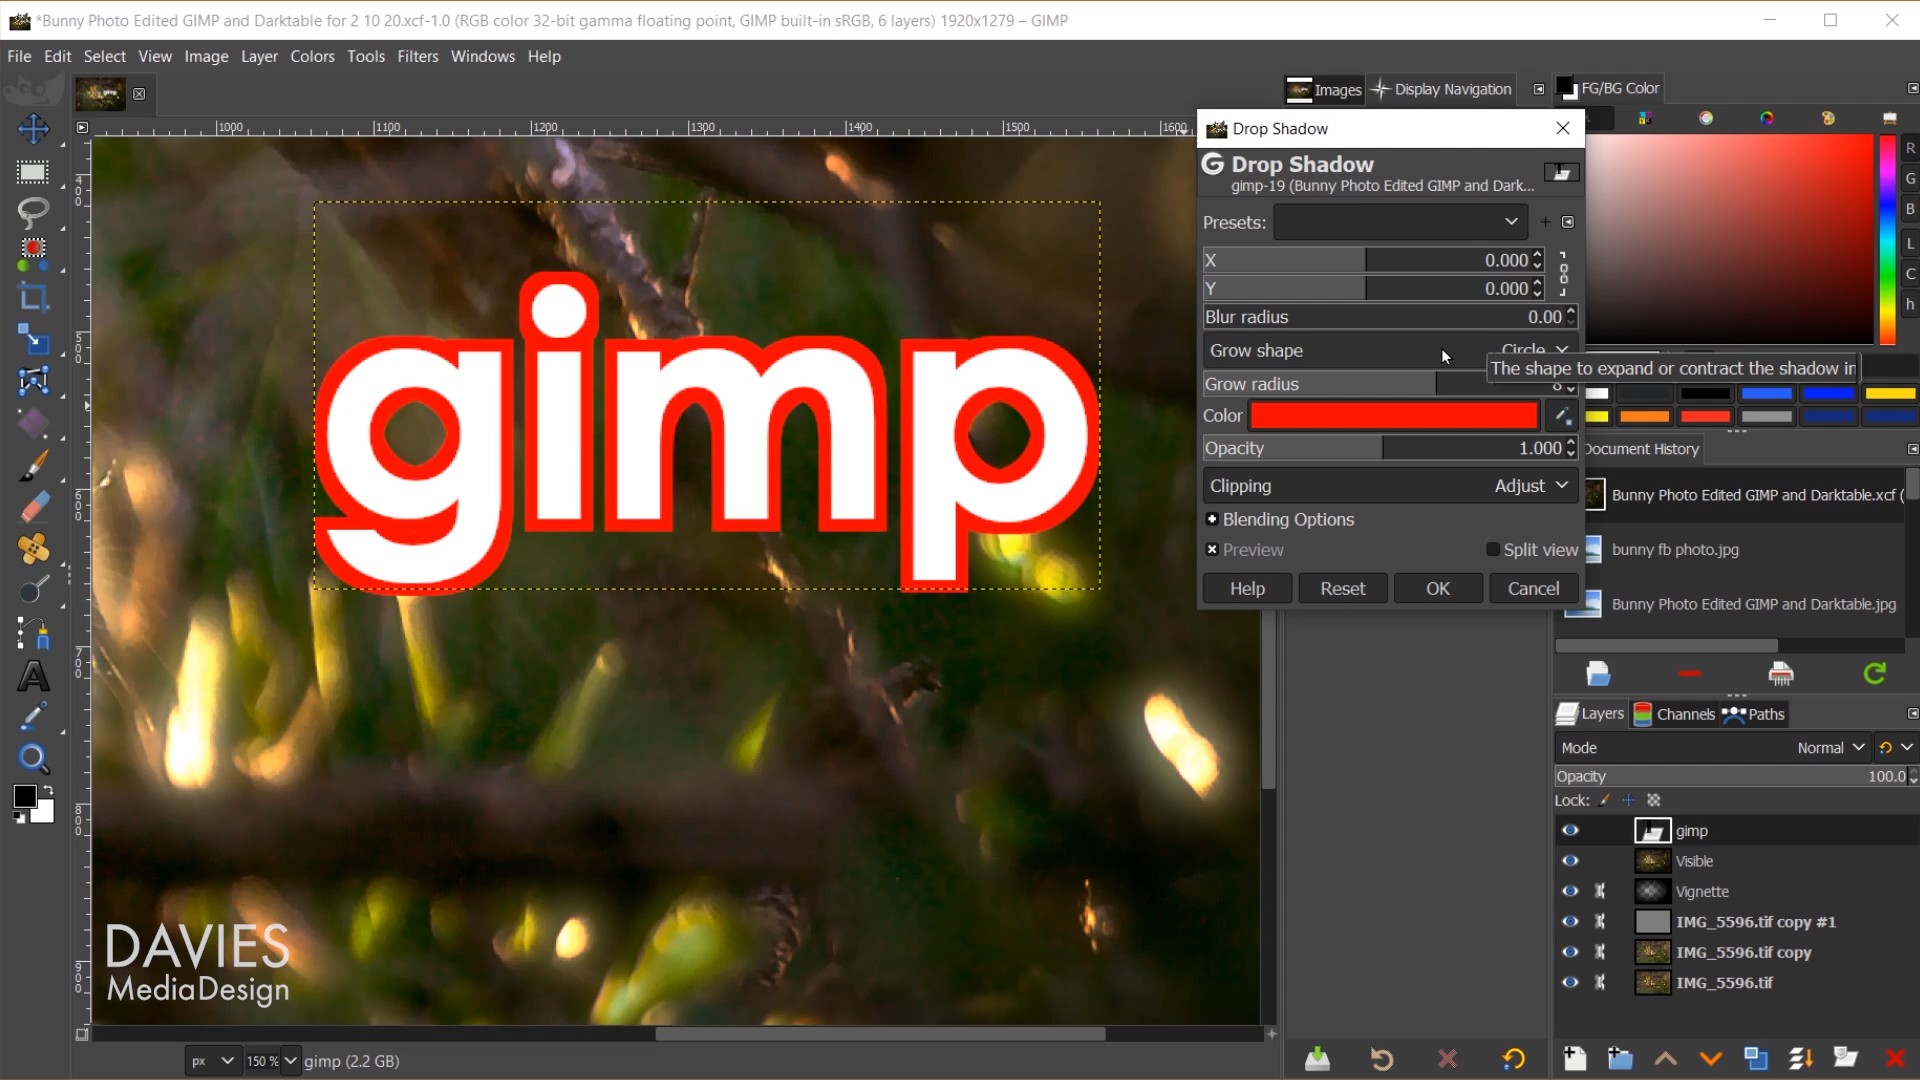 *Bunny Photo Edited GIMP and Darktable for 2 10 20.xcf-1.0 (RGB color 32-bit gamma floating point, GIMP built-in sRGB, 6 layers) 1920x1279 – GIMP
File Edit Select View Image Layer Colors Tools Filters Windows Help
Images Display Navigation FG/BG Color
1000 1100 1200 1300 1400 1500 1600
400
500
600
700
800
900
gimp
Drop Shadow
Drop Shadow
gimp-19 (Bunny Photo Edited GIMP and Dark...
Presets:
X 0.000
Y 0.000
Blur radius 0.00
Grow shape Circle
The shape to expand or contract the shadow in
Grow radius
Color
Opacity 1.000
Clipping Adjust
Blending Options
Preview Split view
Help Reset OK Cancel
R
G
B
L
C
h
Document History
Bunny Photo Edited GIMP and Darktable.xcf (
bunny fb photo.jpg
Bunny Photo Edited GIMP and Darktable.jpg
Layers Channels Paths
Mode Normal
Opacity 100.0
Lock:
gimp
Visible
Vignette
IMG_5596.tif copy #1
IMG_5596.tif copy
IMG_5596.tif
DAVIES
MediaDesign
px 150 % gimp (2.2 GB)